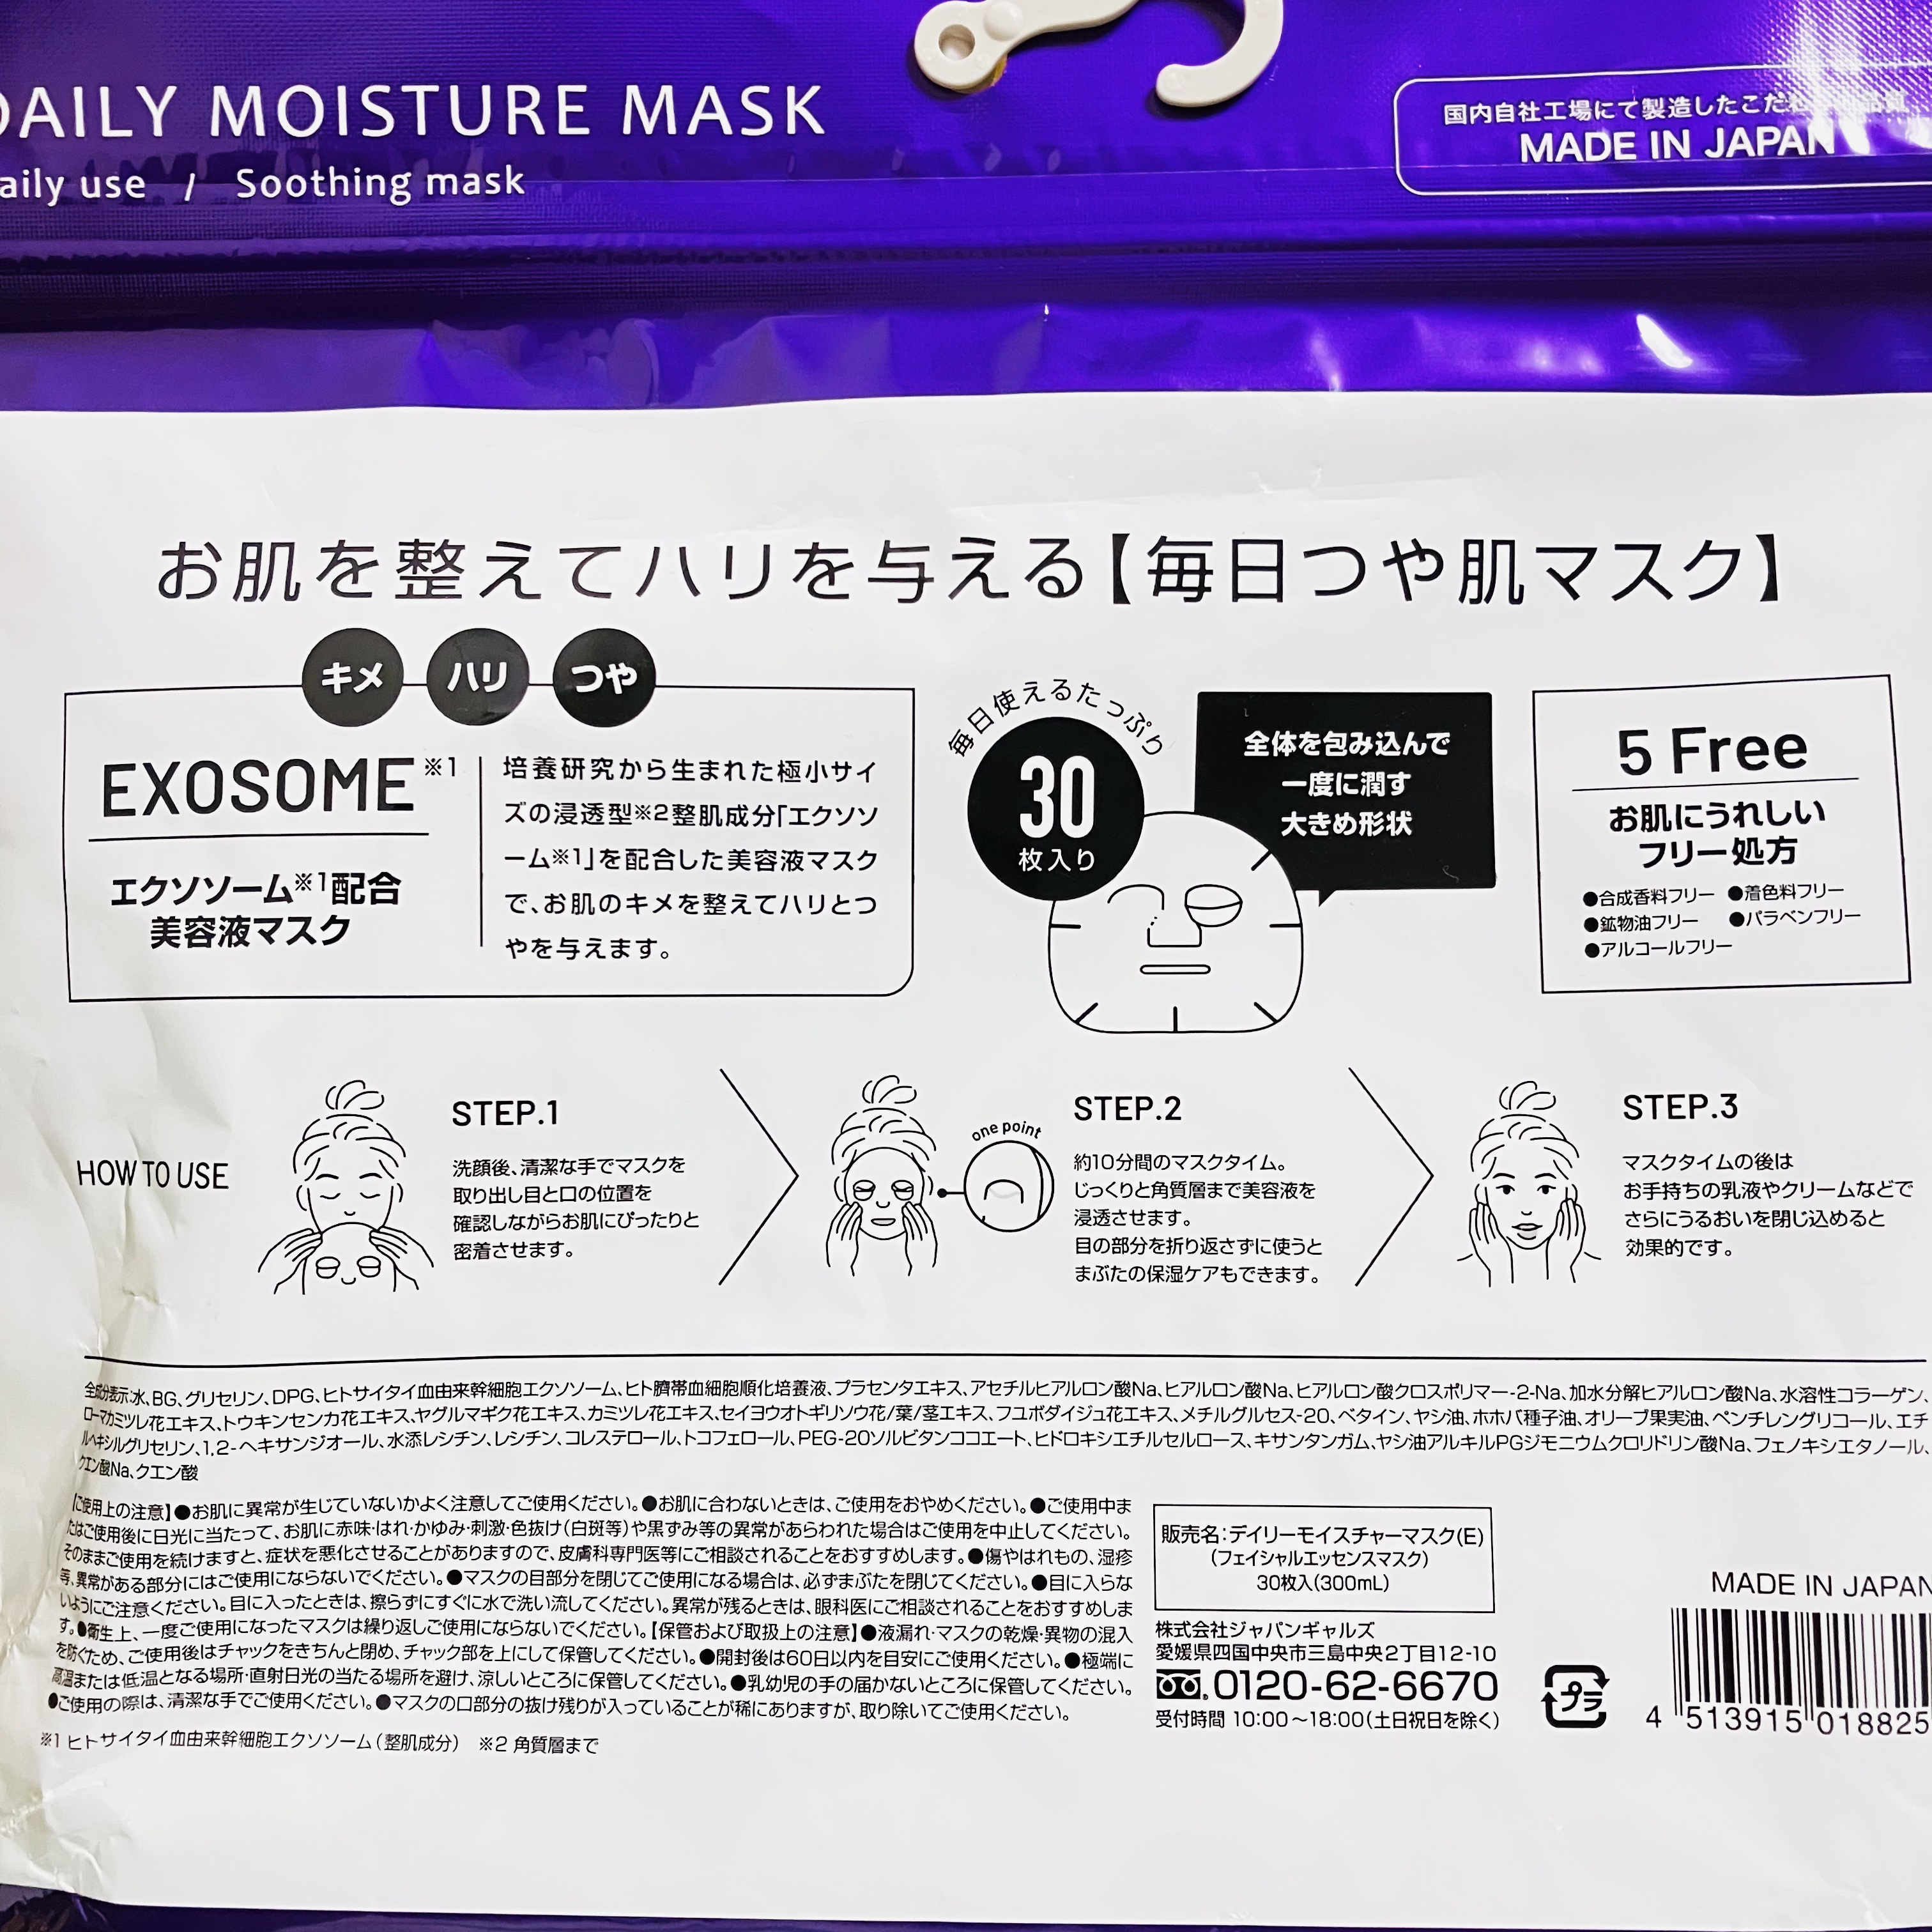 DAILY MOISTURE MASK
aily use / Soothing mask
国内自社工場にて製造したこだ
MADE IN JAPAN
お肌を整えてハリを与える【毎日つや肌マスク】
キメ ハリ つや
EXOSOME※1
エクソソーム※1配合
美容液マスク
培養研究から生まれた極小サイ
ズの浸透型※2整肌成分「エクソソ
ーム※1」を配合した美容液マスク
で、お肌のキメを整えてハリとつ
やを与えます。
毎日使えるたっぷり
30
枚入り
全体を包み込んで
一度に潤す
大きめ形状
5 Free
お肌にうれしい
フリー処方
●合成香料フリー ●着色料フリー
●鉱物油フリー ●パラベンフリー
●アルコールフリー
HOW TO USE
STEP.1
洗顔後、清潔な手でマスクを
取り出し目と口の位置を
確認しながらお肌にぴったりと
密着させます。
one point
STEP.2
約10分間のマスクタイム。
じっくりと角質層まで美容液を
浸透させます。
目の部分を折り返さずに使うと
まぶたの保湿ケアもできます。
STEP.3
マスクタイムの後は
お手持ちの乳液やクリームなどで
さらにうるおいを閉じ込めると
効果的です。
全成分表示:水、BG、グリセリン、DPG、ヒトサイタイ血由来幹細胞エクソソーム、ヒト臍帯血細胞順化培養液、プラセンタエキス、アセチルヒアルロン酸Na、ヒアルロン酸Na、ヒアルロン酸クロスポリマー-2-Na、加水分解ヒアルロン酸Na、水溶性コラーゲン、
ローマカミツレ花エキス、トウキンセンカ花エキス、ヤグルマギク花エキス、カミツレ花エキス、セイヨウオトギリソウ花/葉/茎エキス、フユボダイジュ花エキス、メチルグルセス-20、ベタイン、ヤシ油、ホホバ種子油、オリーブ果実油、ペンチレングリコール、エチ
ルヘキシルグリセリン、1,2-ヘキサンジオール、水添レシチン、レシチン、コレステロール、トコフェロール、PEG-20ソルビタンココエート、ヒドロキシエチルセルロース、キサンタンガム、ヤシ油アルキルPGジモニウムクロリドリン酸Na、フェノキシエタノール、
クエン酸Na、クエン酸
【ご使用上の注意】●お肌に異常が生じていないかよく注意してご使用ください。●お肌に合わないときは、ご使用をおやめください。●ご使用中ま
たはご使用後に日光に当たって、お肌に赤味・はれ・かゆみ・刺激・色抜け(白斑等)や黒ずみ等の異常があらわれた場合はご使用を中止してください。
そのままご使用を続けますと、症状を悪化させることがありますので、皮膚科専門医等にご相談されることをおすすめします。●傷やはれもの、湿疹
等、異常がある部分にはご使用にならないでください。●マスクの目部分を閉じてご使用になる場合は、必ずまぶたを閉じてください。●目に入らな
いようにご注意ください。目に入ったときは、擦らずにすぐに水で洗い流してください。異常が残るときは、眼科医にご相談されることをおすすめしま
す。●衛生上、一度ご使用になったマスクは繰り返しご使用にならないでください。【保管および取扱上の注意】●液漏れ・マスクの乾燥・異物の混入
を防ぐため、ご使用後はチャックをきちんと閉め、チャック部を上にして保管してください。●開封後は60日以内を目安にご使用ください。●極端に
高温または低温となる場所・直射日光の当たる場所を避け、涼しいところに保管してください。●乳幼児の手の届かないところに保管してください。
●ご使用の際は、清潔な手でご使用ください。●マスクの口部分の抜け残りが入っていることが稀にありますが、取り除いてご使用ください。
※1 ヒトサイタイ血由来幹細胞エクソソーム(整肌成分) ※2 角質層まで
販売名:デイリーモイスチャーマスク(E)
(フェイシャルエッセンスマスク)
30枚入(300mL)
株式会社ジャパンギャルズ
愛媛県四国中央市三島中央2丁目12-10
0120-62-6670
受付時間 10:00~18:00(土日祝日を除く)
プラ
MADE IN JAPAN
4 513915 018825